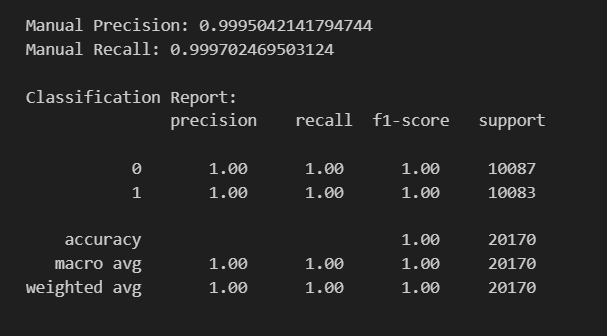 Manual Precision: 0.9995042141794744
Manual Recall: 0.999702469503124
Classification Report:
precision recall f1-score support
0 1.00 1.00 1.00 10087
1 1.00 1.00 1.00 10083
accuracy 1.00 20170
macro avg 1.00 1.00 1.00 20170
weighted avg 1.00 1.00 1.00 20170